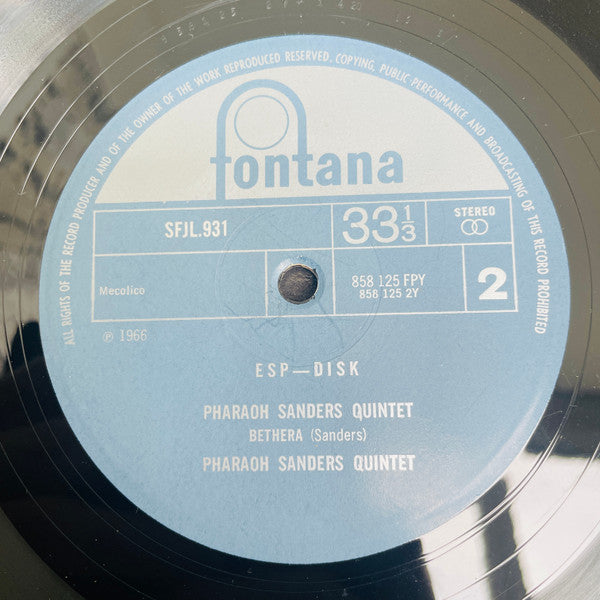 ALL RIGHTS OF THE RECORD PRODUCER AND OF THE OWNER OF THE WORK REPRODUCED RESERVED. COPYING, PUBLIC PERFORMANCE AND BROADCASTING OF THIS RECORD PROHIBITED
fontana
SFJL.931
33⅓
STEREO
Mecolico
858 125 FPY
858 125 2Y
2
℗ 1966
ESP—DISK
PHARAOH SANDERS QUINTET
BETHERA (Sanders)
PHARAOH SANDERS QUINTET